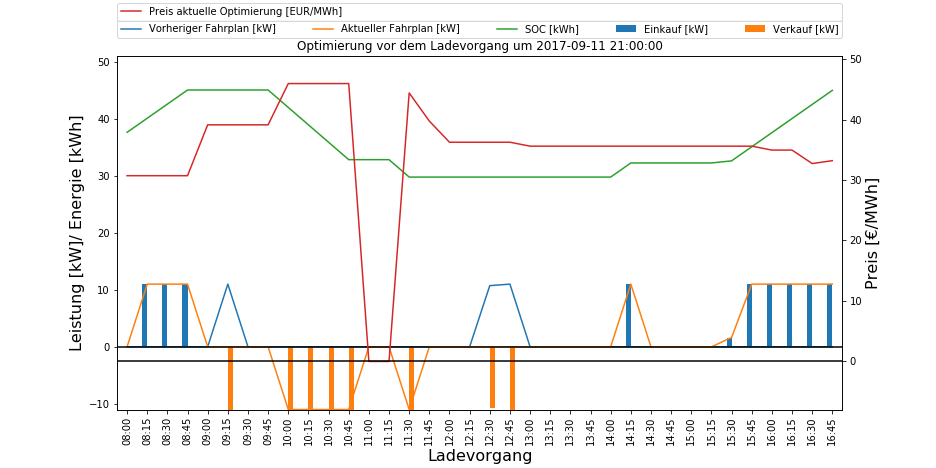 Preis aktuelle Optimierung [EUR/MWh]
Vorheriger Fahrplan [kW] Aktueller Fahrplan [kW] SOC [kWh] Einkauf [kW] Verkauf [kW]
Optimierung vor dem Ladevorgang um 2017-09-11 21:00:00
Leistung [kW]/ Energie [kWh]
50
40
30
20
10
0
−10
50
40
30
20
10
0
Preis [€/MWh]
08:00 08:15 08:30 08:45 09:00 09:15 09:30 09:45 10:00 10:15 10:30 10:45 11:00 11:15 11:30 11:45 12:00 12:15 12:30 12:45 13:00 13:15 13:30 13:45 14:00 14:15 14:30 14:45 15:00 15:15 15:30 15:45 16:00 16:15 16:30 16:45
Ladevorgang